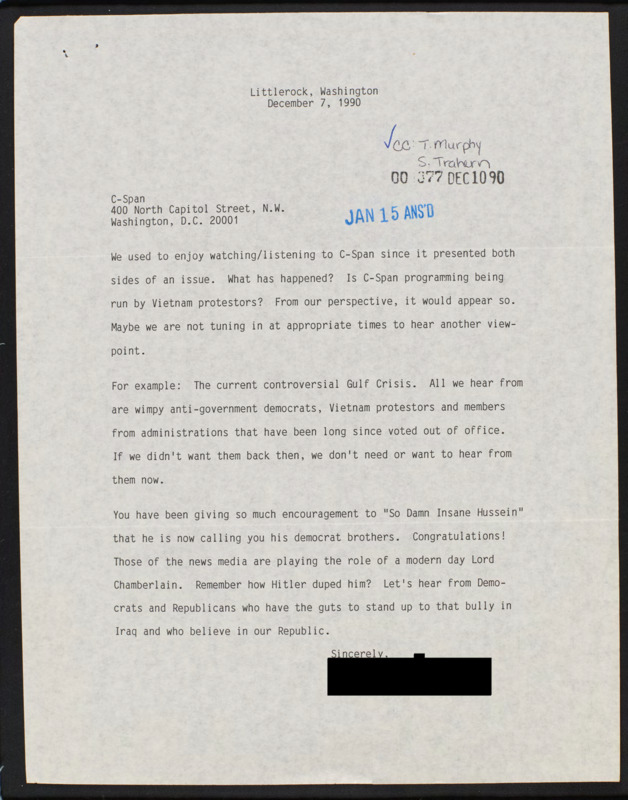 Littlerock, Washington
December 7, 1990
√cc: T. Murphy
S. Trahern
00 377 DEC1090
C-Span
400 North Capitol Street, N.W.
Washington, D.C. 20001
JAN 15 ANS'D
We used to enjoy watching/listening to C-Span since it presented both
sides of an issue.  What has happened?  Is C-Span programming being
run by Vietnam protestors?  From our perspective, it would appear so.
Maybe we are not tuning in at appropriate times to hear another view-
point.
For example:  The current controversial Gulf Crisis.  All we hear from
are wimpy anti-government democrats, Vietnam protestors and members
from administrations that have been long since voted out of office.
If we didn't want them back then, we don't need or want to hear from
them now.
You have been giving so much encouragement to "So Damn Insane Hussein"
that he is now calling you his democrat brothers.  Congratulations!
Those of the news media are playing the role of a modern day Lord
Chamberlain.  Remember how Hitler duped him?  Let's hear from Demo-
crats and Republicans who have the guts to stand up to that bully in
Iraq and who believe in our Republic.
Sincerely,